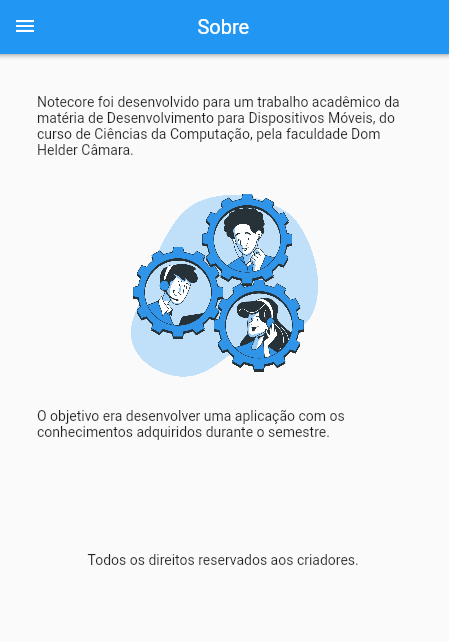 Sobre
Notecore foi desenvolvido para um trabalho acadêmico da
matéria de Desenvolvimento para Dispositivos Móveis, do
curso de Ciências da Computação, pela faculdade Dom
Helder Câmara.
O objetivo era desenvolver uma aplicação com os
conhecimentos adquiridos durante o semestre.
Todos os direitos reservados aos criadores.